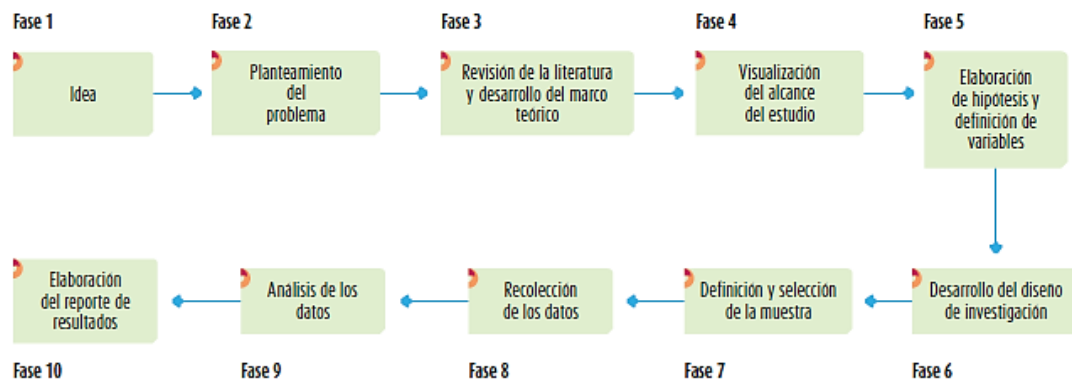 Fase 1
Idea
Fase 2
Planteamiento
del
problema
Fase 3
Revisión de la literatura
y desarrollo del marco
teórico
Fase 4
Visualización
del alcance
del estudio
Fase 5
Elaboración
de hipótesis y
definición de
variables
Desarrollo del diseño
de investigación
Fase 6
Definición y selección
de la muestra
Fase 7
Recolección
de los datos
Fase 8
Análisis de los
datos
Fase 9
Elaboración
del reporte de
resultados
Fase 10